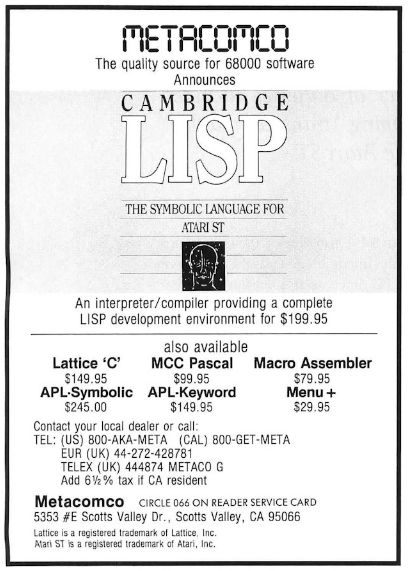 METACOMCO
The quality source for 68000 software
Announces
CAMBRIDGE
LISP
THE SYMBOLIC LANGUAGE FOR
ATARI ST
An interpreter/compiler providing a complete
LISP development environment for $199.95
also available
Lattice ‘C’ MCC Pascal Macro Assembler
$149.95 $99.95 $79.95
APL-Symbolic APL-Keyword Menu+
$245.00 $149.95 $29.95
Contact your local dealer or call:
TEL: (US) 800-AKA-META (CAL) 800-GET-META
EUR (UK) 44-272-428781
TELEX (UK) 444874 METACO G
Add 6½% tax if CA resident
Metacomco CIRCLE 066 ON READER SERVICE CARD
5353 #E Scotts Valley Dr., Scotts Valley, CA 95066
Lattice is a registered trademark of Lattice, Inc.
Atari ST is a registered trademark of Atari, Inc.